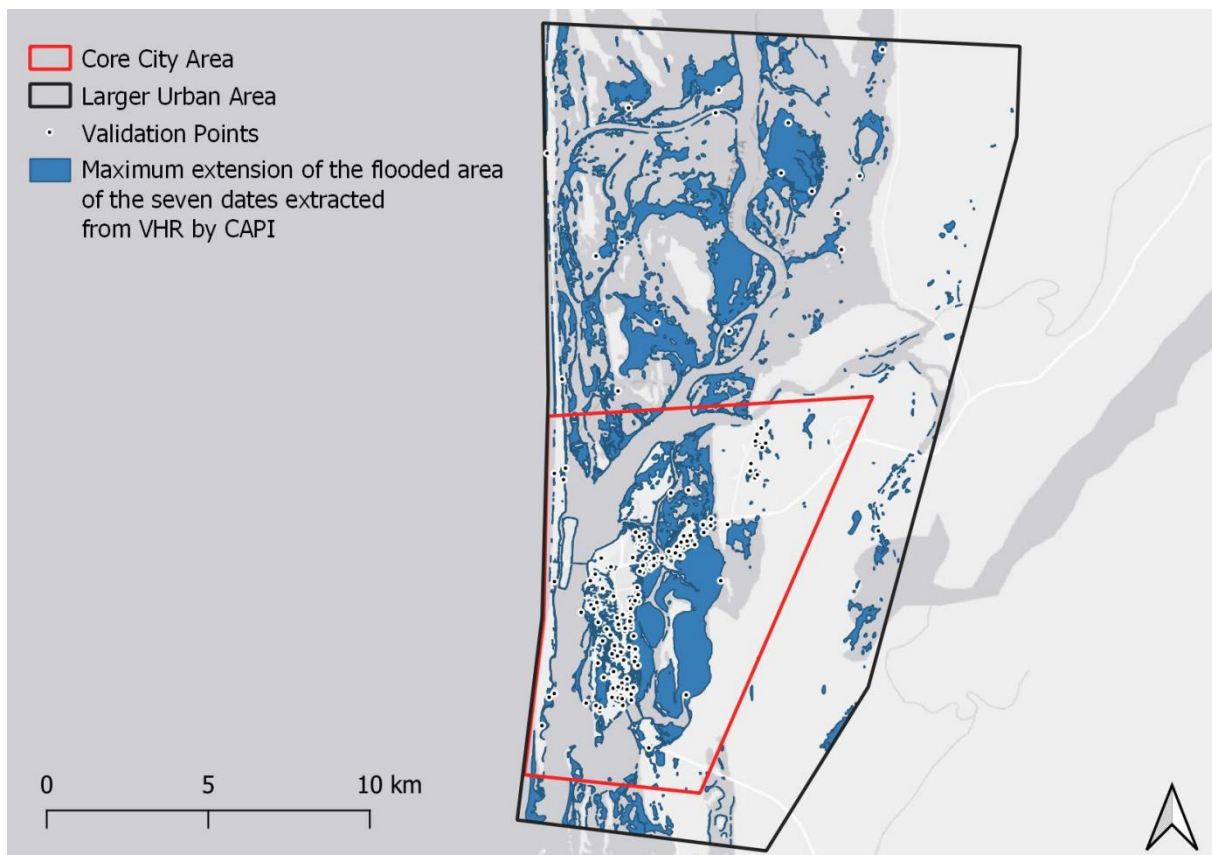 Core City Area
Larger Urban Area
Validation Points
Maximum extension of the flooded area
of the seven dates extracted
from VHR by CAPI
0 5 10 km